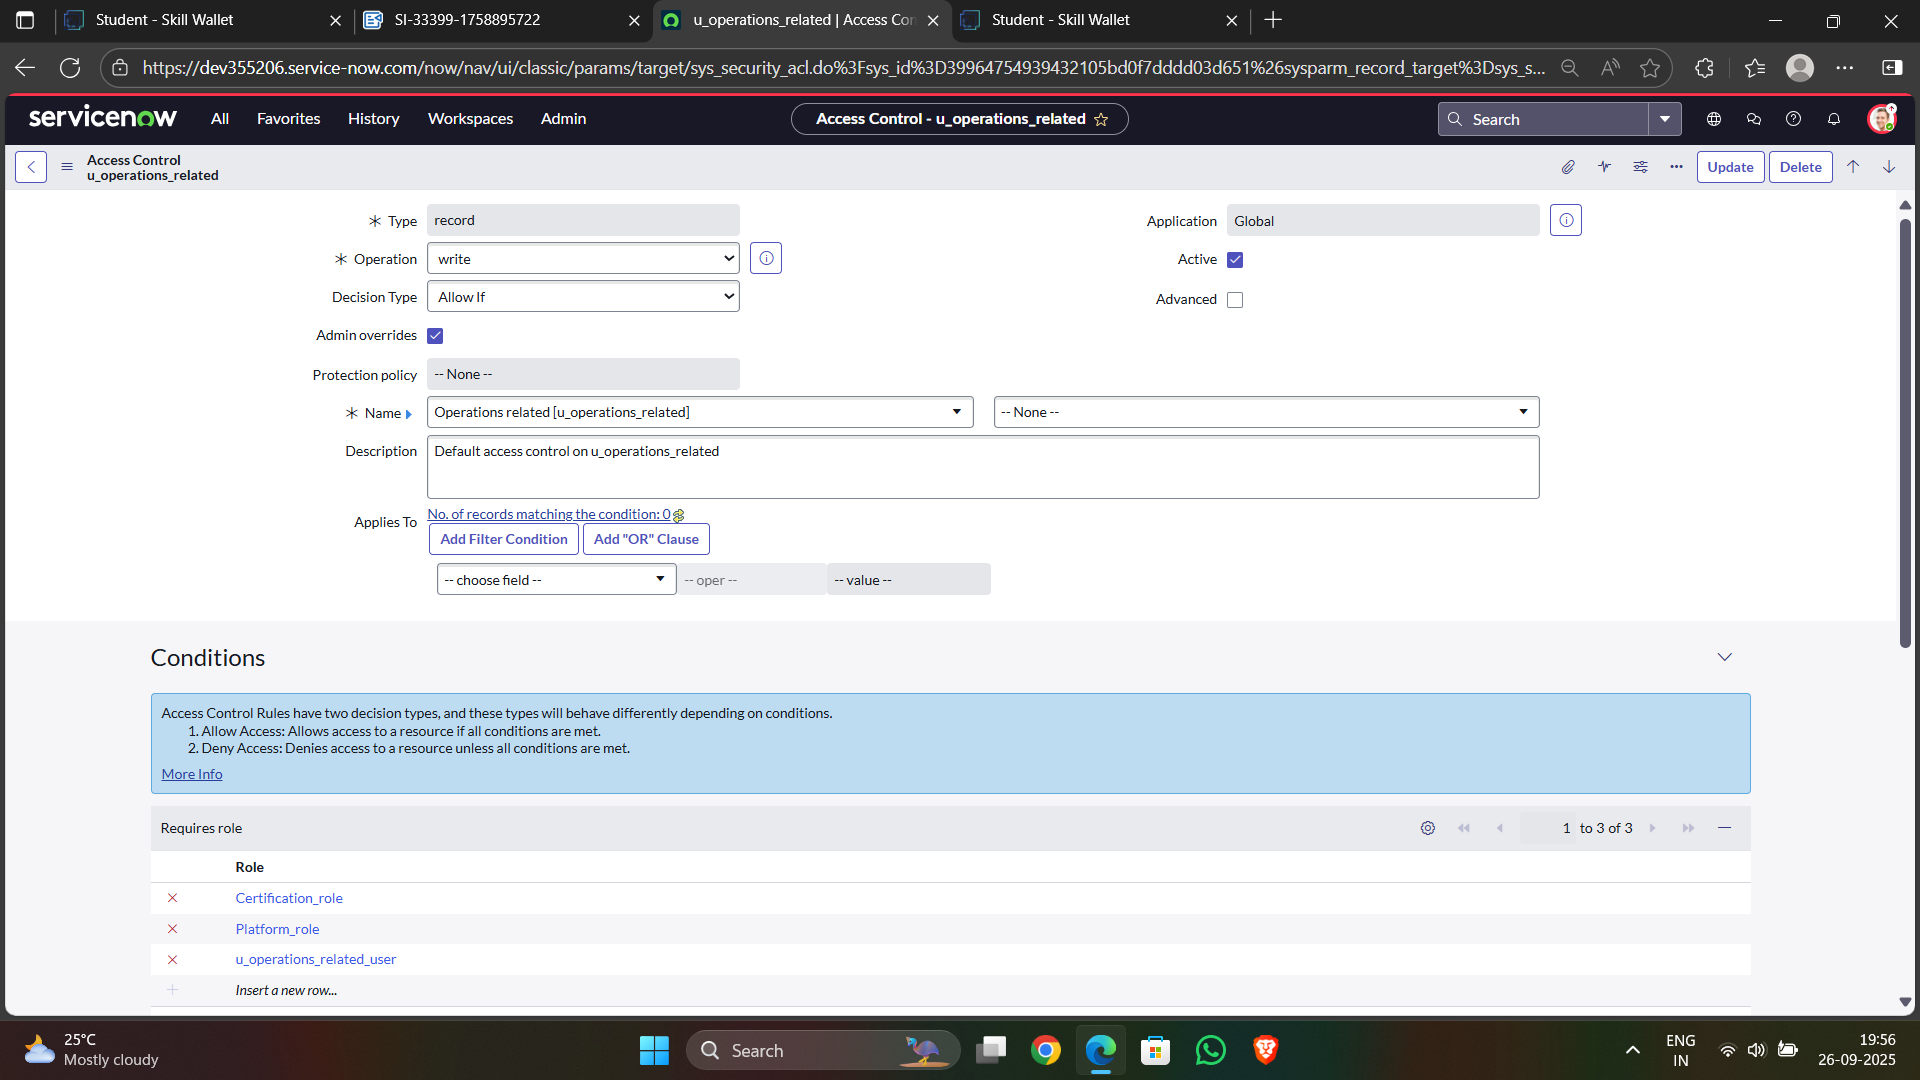 Student - Skill Wallet
SI-33399-1758895722
u_operations_related | Access Cor
Student - Skill Wallet
https://dev355206.service-now.com/now/nav/ui/classic/params/target/sys_security_acl.do%3Fsys_id%3D39964754939432105bd0f7dddd03d651%26sysparm_record_target%3Dsys_s...
servicenow
All
Favorites
History
Workspaces
Admin
Access Control - u_operations_related
Search
Access Control
u_operations_related
Update
Delete
Type
record
Application
Global
Operation
write
Active
Decision Type
Allow If
Advanced
Admin overrides
Protection policy
-- None --
Name
Operations related [u_operations_related]
-- None --
Description
Default access control on u_operations_related
Applies To
No. of records matching the condition: 0
Add Filter Condition
Add "OR" Clause
-- choose field --
-- oper --
-- value --
Conditions
Access Control Rules have two decision types, and these types will behave differently depending on conditions.
1. Allow Access: Allows access to a resource if all conditions are met.
2. Deny Access: Denies access to a resource unless all conditions are met.
More Info
Requires role
1 to 3 of 3
Role
Certification_role
Platform_role
u_operations_related_user
Insert a new row...
25°C
Mostly cloudy
Search
ENG
IN
19:56
26-09-2025